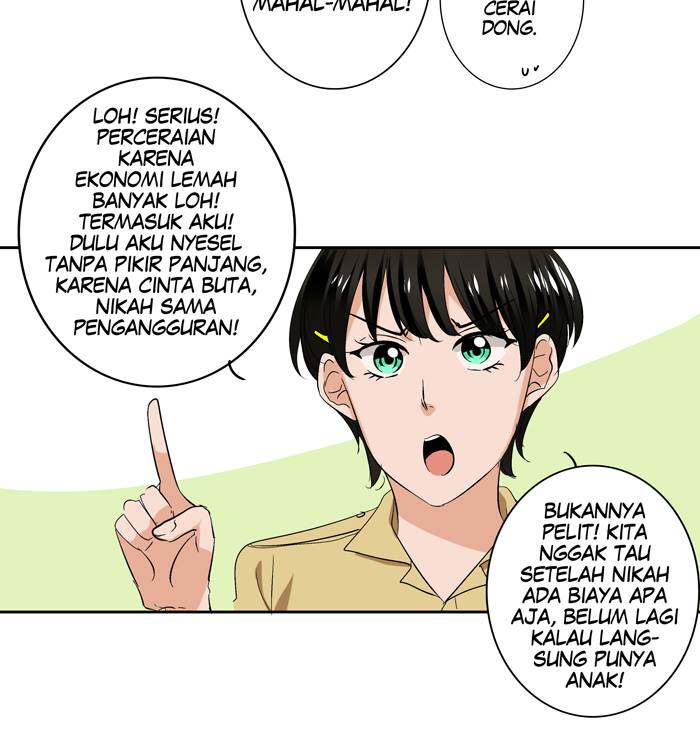 MAHAL-MAHAL!
CERAI
DONG.
LOH! SERIUS!
PERCERAIAN
KARENA
EKONOMI LEMAH
BANYAK LOH!
TERMASUK AKU!
DULU AKU NYESEL
TANPA PIKIR PANJANG,
KARENA CINTA BUTA,
NIKAH SAMA
PENGANGGURAN!
BUKANNYA
PELIT! KITA
NGGAK TAU
SETELAH NIKAH
ADA BIAYA APA
AJA, BELUM LAGI
KALAU LANG-
SUNG PUNYA
ANAK!